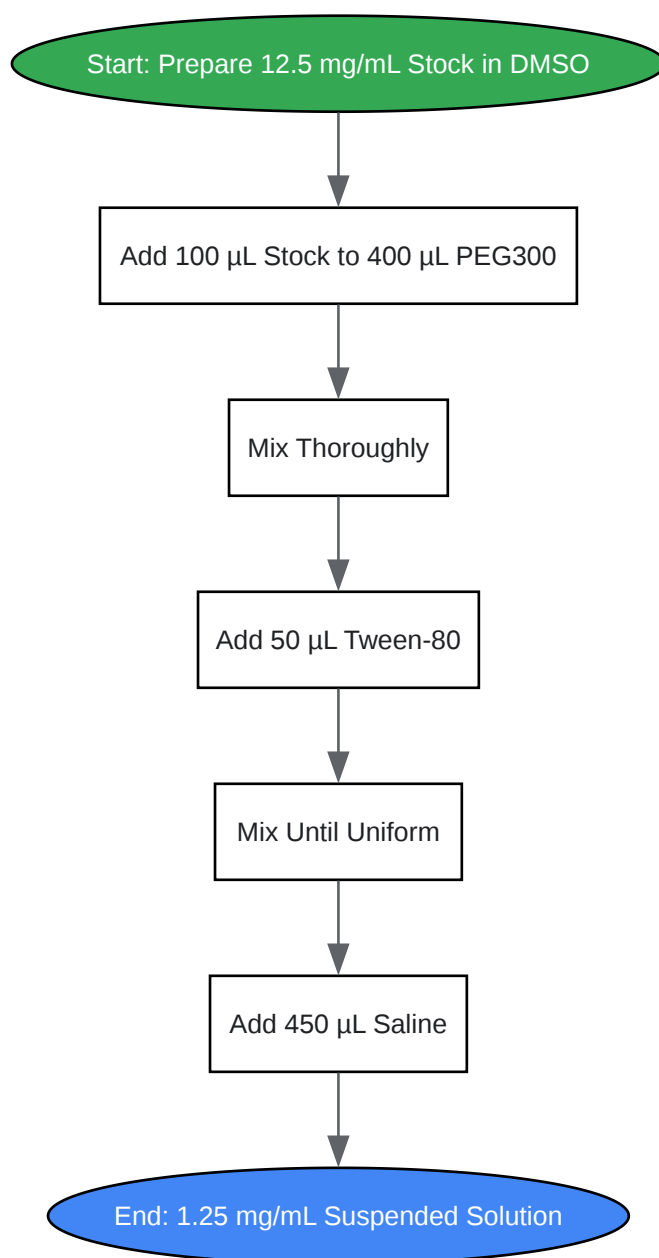 Start: Prepare 12.5 mg/mL Stock in DMSO
Add 100 µL Stock to 400 µL PEG300
Mix Thoroughly
Add 50 µL Tween-80
Mix Until Uniform
Add 450 µL Saline
End: 1.25 mg/mL Suspended Solution